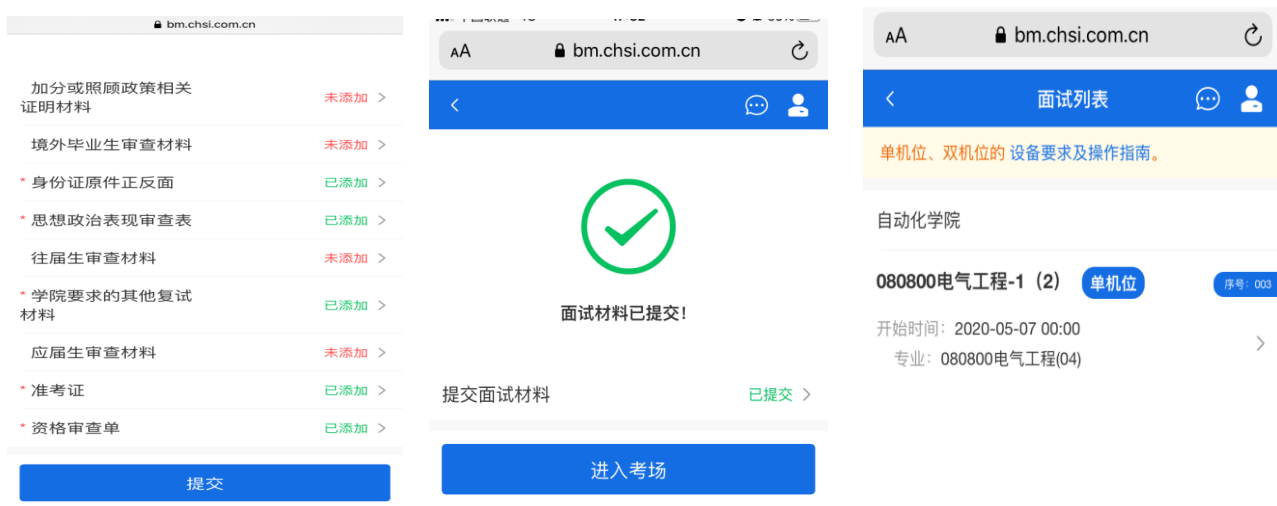 bm.chsi.com.cn
加分或照顾政策相关
证明材料
未添加
境外毕业生审查材料
未添加
* 身份证原件正反面
已添加
* 思想政治表现审查表
已添加
往届生审查材料
未添加
* 学院要求的其他复试
材料
已添加
应届生审查材料
未添加
* 准考证
已添加
* 资格审查单
已添加
提交
AA
bm.chsi.com.cn
面试材料已提交!
提交面试材料
已提交
进入考场
AA
bm.chsi.com.cn
面试列表
单机位、双机位的 设备要求及操作指南。
自动化学院
080800电气工程-1（2）
单机位
序号: 003
开始时间: 2020-05-07 00:00
专业: 080800电气工程(04)